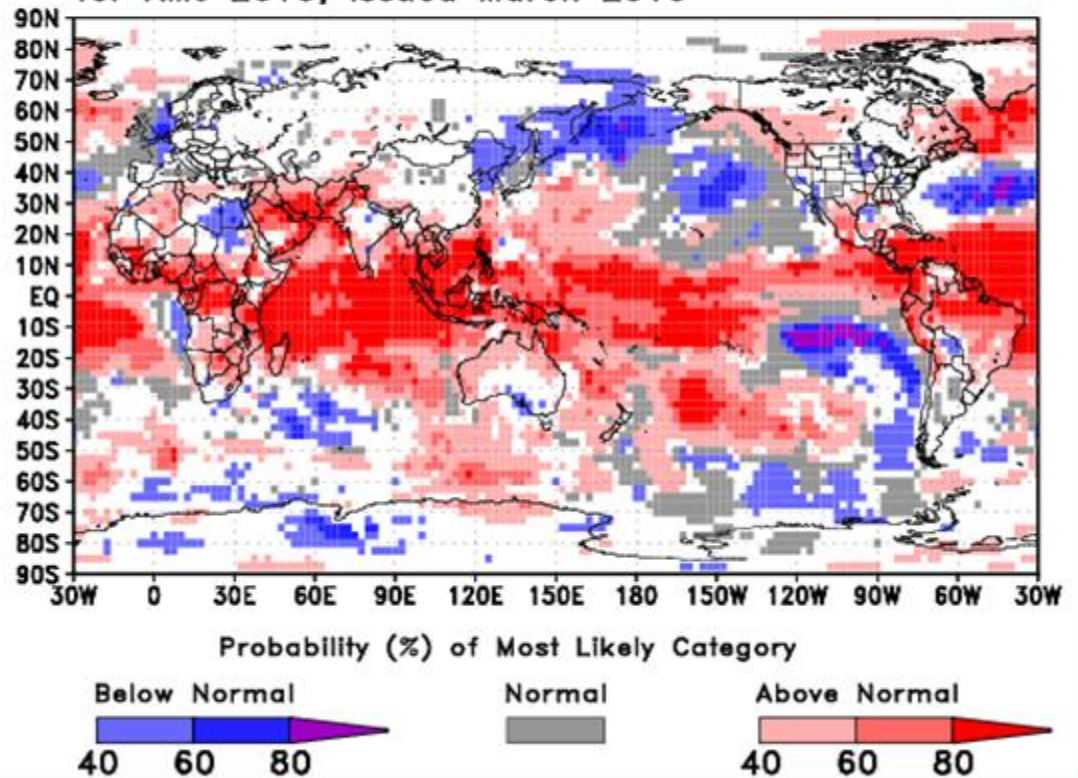 issued March
90N
80N
70N
60N
50N
40N
30N
20N
10N
EQ
10S
20S
30S
40S
50S
60S
70S
80S
90S
30W 0 30E 60E 90E 120E 150E 180 150W 120W 90W 60W 30W
Probability (%) of Most Likely Category
Below Normal Normal Above Normal
40 60 80 40 60 80